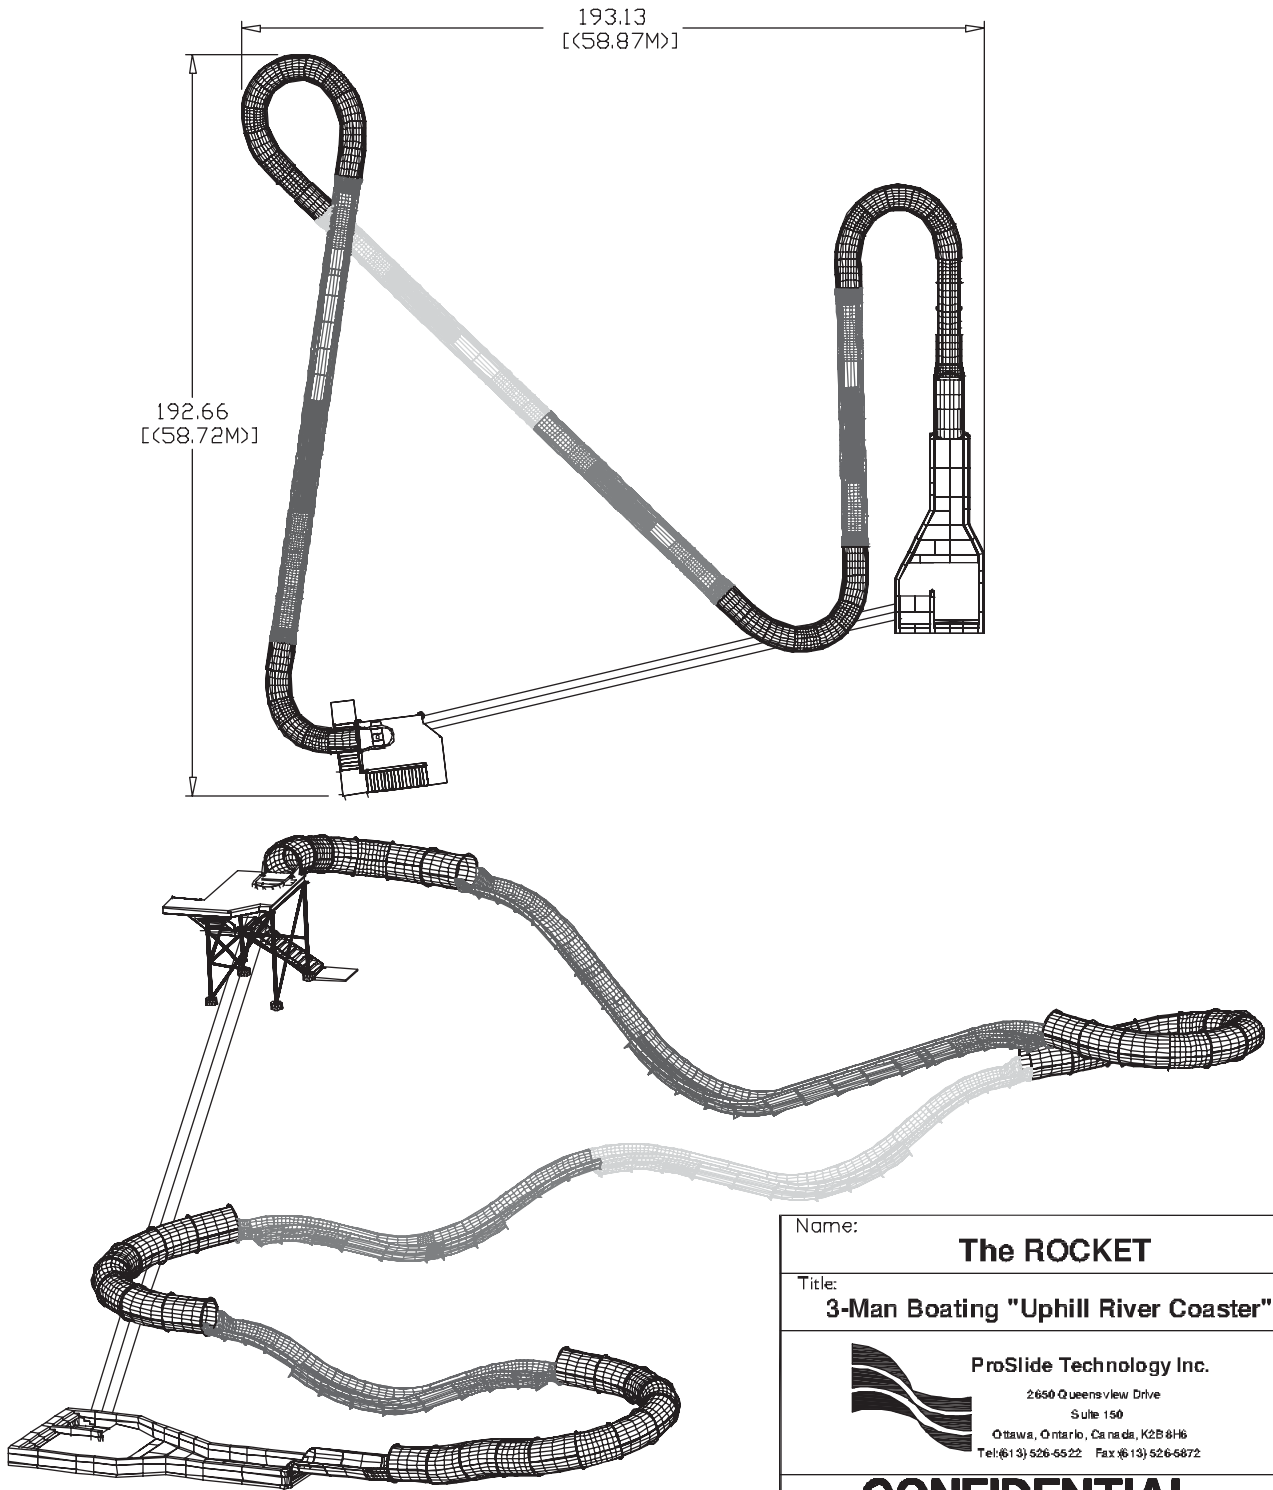 193.13
[(58.87M)]
192.66
[(58.72M)]
Name:
The ROCKET
Title:
3-Man Boating "Uphill River Coaster"
ProSlide Technology Inc.
2650 Queensview Drive
Suite 150
Ottawa, Ontario, Canada, K2B 8H6
Tel:(613) 526-5522 Fax:(613) 526-5872
CONFIDENTIAL